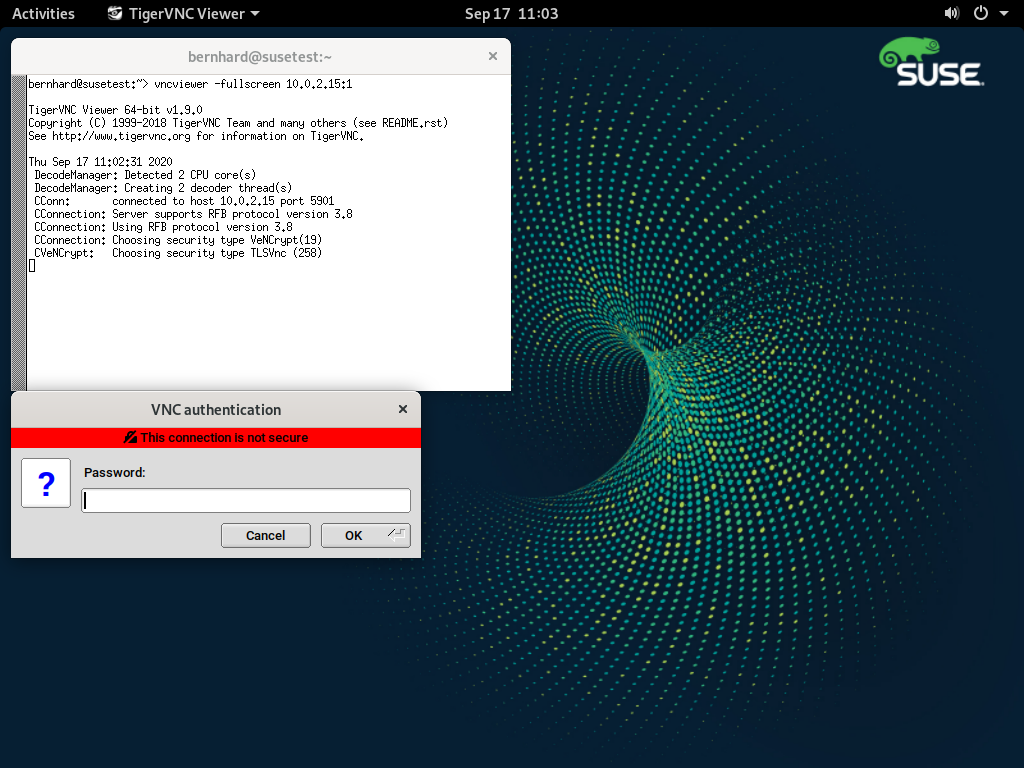 Activities TigerVNC Viewer Sep 17 11:03
SUSE
bernhard@susetest:~
bernhard@susetest:~> vncviewer -fullscreen 10.0.2.15:1
TigerVNC Viewer 64-bit v1.9.0
Copyright (C) 1999-2018 TigerVNC Team and many others (see README.rst)
See http://www.tigervnc.org for information on TigerVNC.
Thu Sep 17 11:02:31 2020
DecodeManager: Detected 2 CPU core(s)
DecodeManager: Creating 2 decoder thread(s)
CConn: connected to host 10.0.2.15 port 5901
CConnection: Server supports RFB protocol version 3.8
CConnection: Using RFB protocol version 3.8
CConnection: Choosing security type VeNCrypt(19)
CVeNCrypt: Choosing security type TLSVnc (258)
VNC authentication
This connection is not secure
?
Password:
Cancel OK